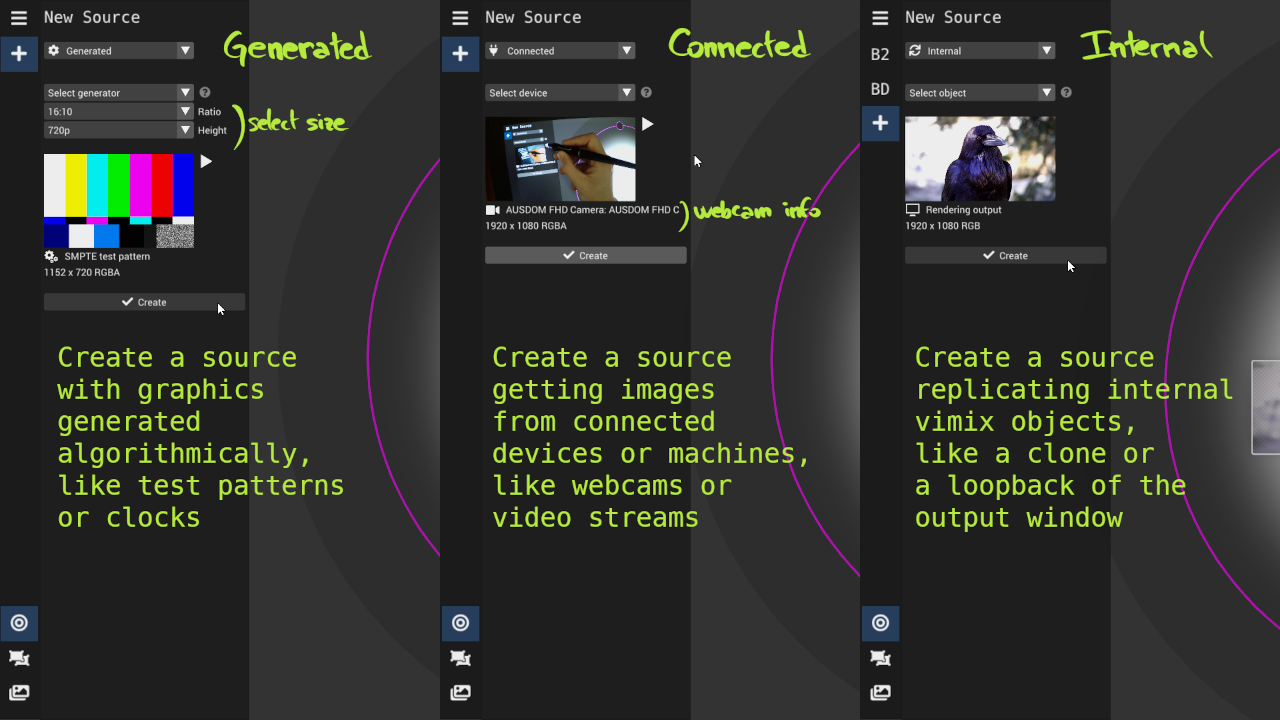 New Source
Generated
Generated
Select generator
16:10 Ratio
720p Height
select size
SMPTE test pattern
1152 x 720 RGBA
Create
Create a source
with graphics
generated
algorithmically,
like test patterns
or clocks
New Source
Connected
Connected
Select device
AUSDOM FHD Camera: AUSDOM FHD C
webcam info
1920 x 1080 RGBA
Create
Create a source
getting images
from connected
devices or machines,
like webcams or
video streams
New Source
B2
BD
Internal
Internal
Select object
Rendering output
1920 x 1080 RGB
Create
Create a source
replicating internal
vimix objects,
like a clone or
a loopback of the
output window